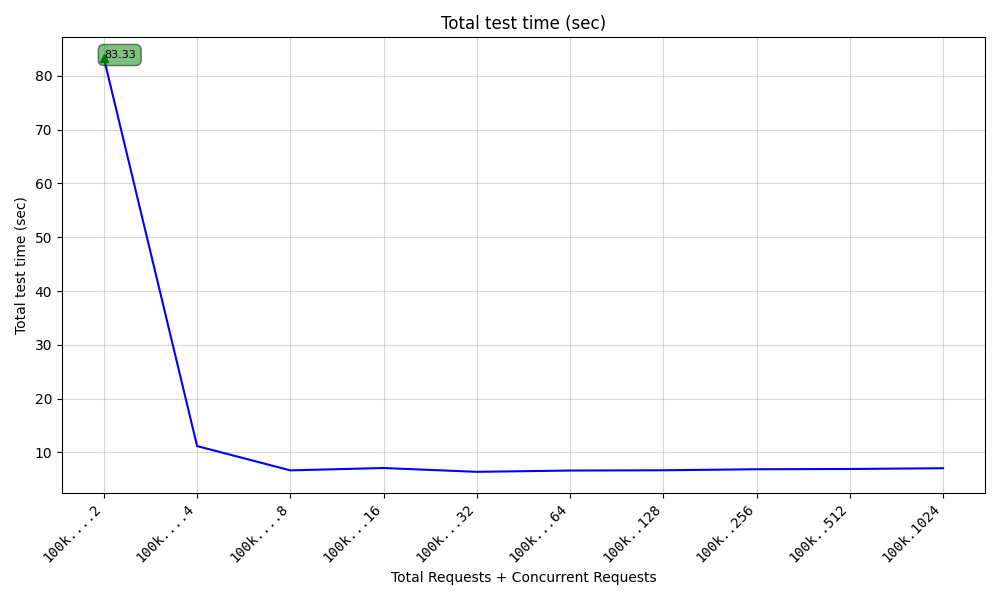 Total test time (sec)
83.33
Total test time (sec)
80
70
60
50
40
30
20
10
100k....2
100k....4
100k....8
100k...16
100k...32
100k...64
100k..128
100k..256
100k..512
100k.1024
Total Requests + Concurrent Requests